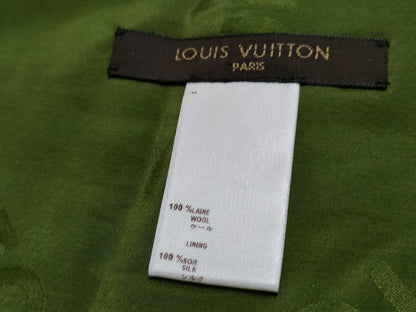 LOUIS VUITTON
PARIS
100 % LAINE
WOOL
ウール
LINING
100 % SOIE
SILK
シルク